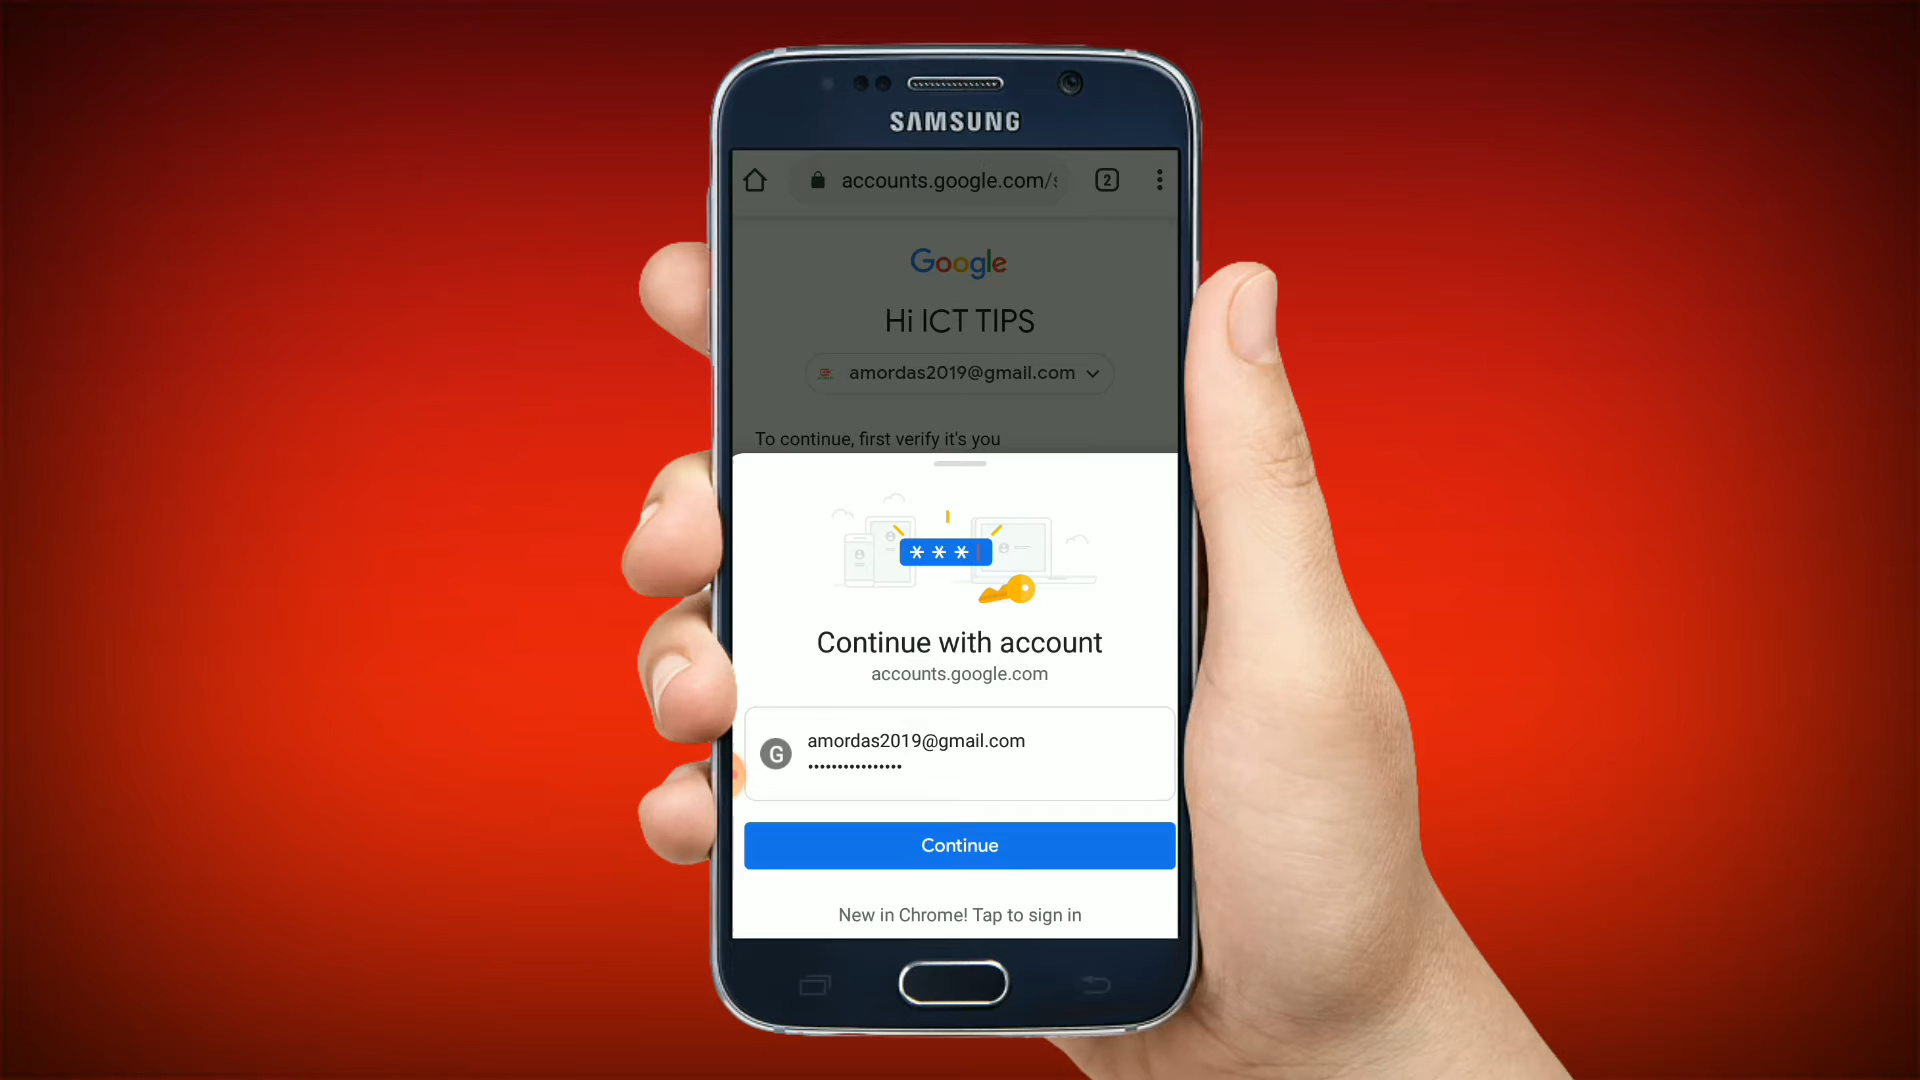 SAMSUNG
accounts.google.com/s
2
Google
Hi ICT TIPS
amordas2019@gmail.com
To continue, first verify it's you
***
Continue with account
accounts.google.com
G
amordas2019@gmail.com
••••••••••••••••
Continue
New in Chrome! Tap to sign in